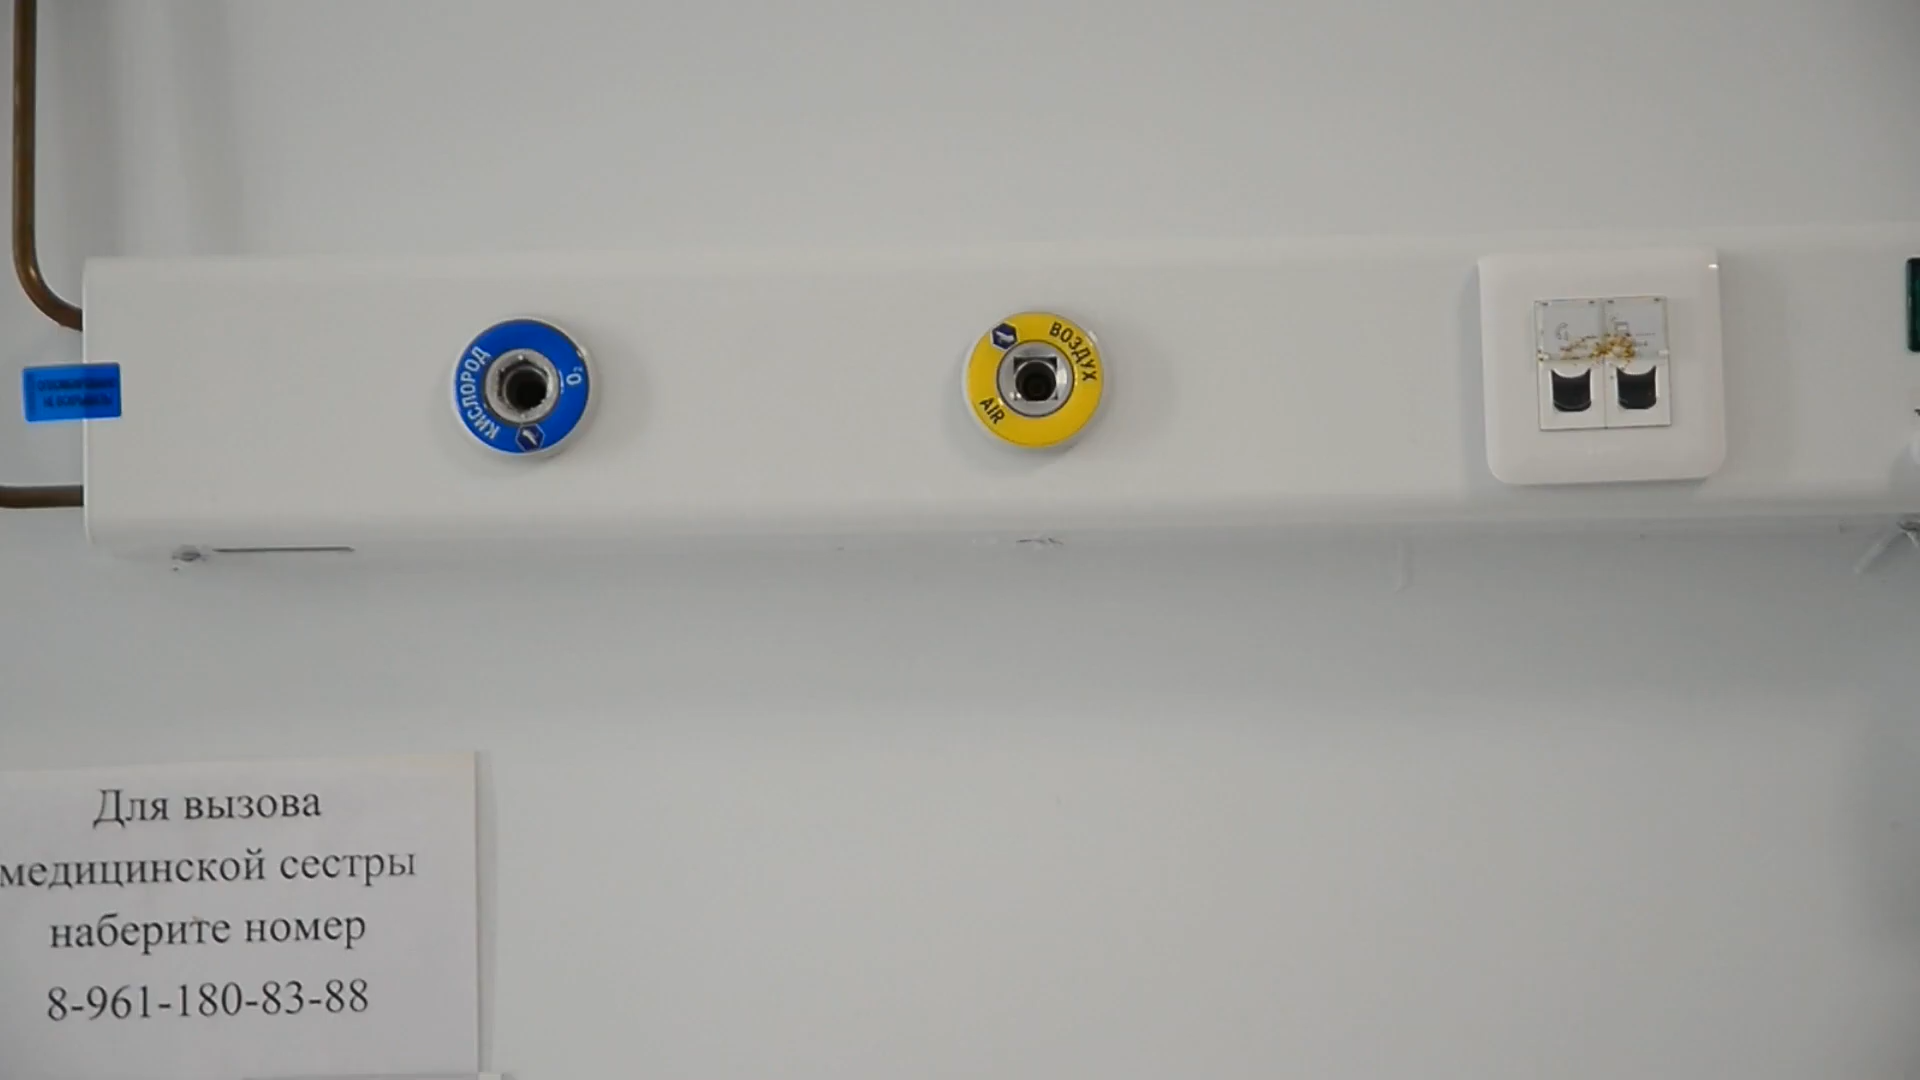 КИСЛОРОД
O₂
ВОЗДУХ
AIR
Для вызова
медицинской сестры
наберите номер
8-961-180-83-88